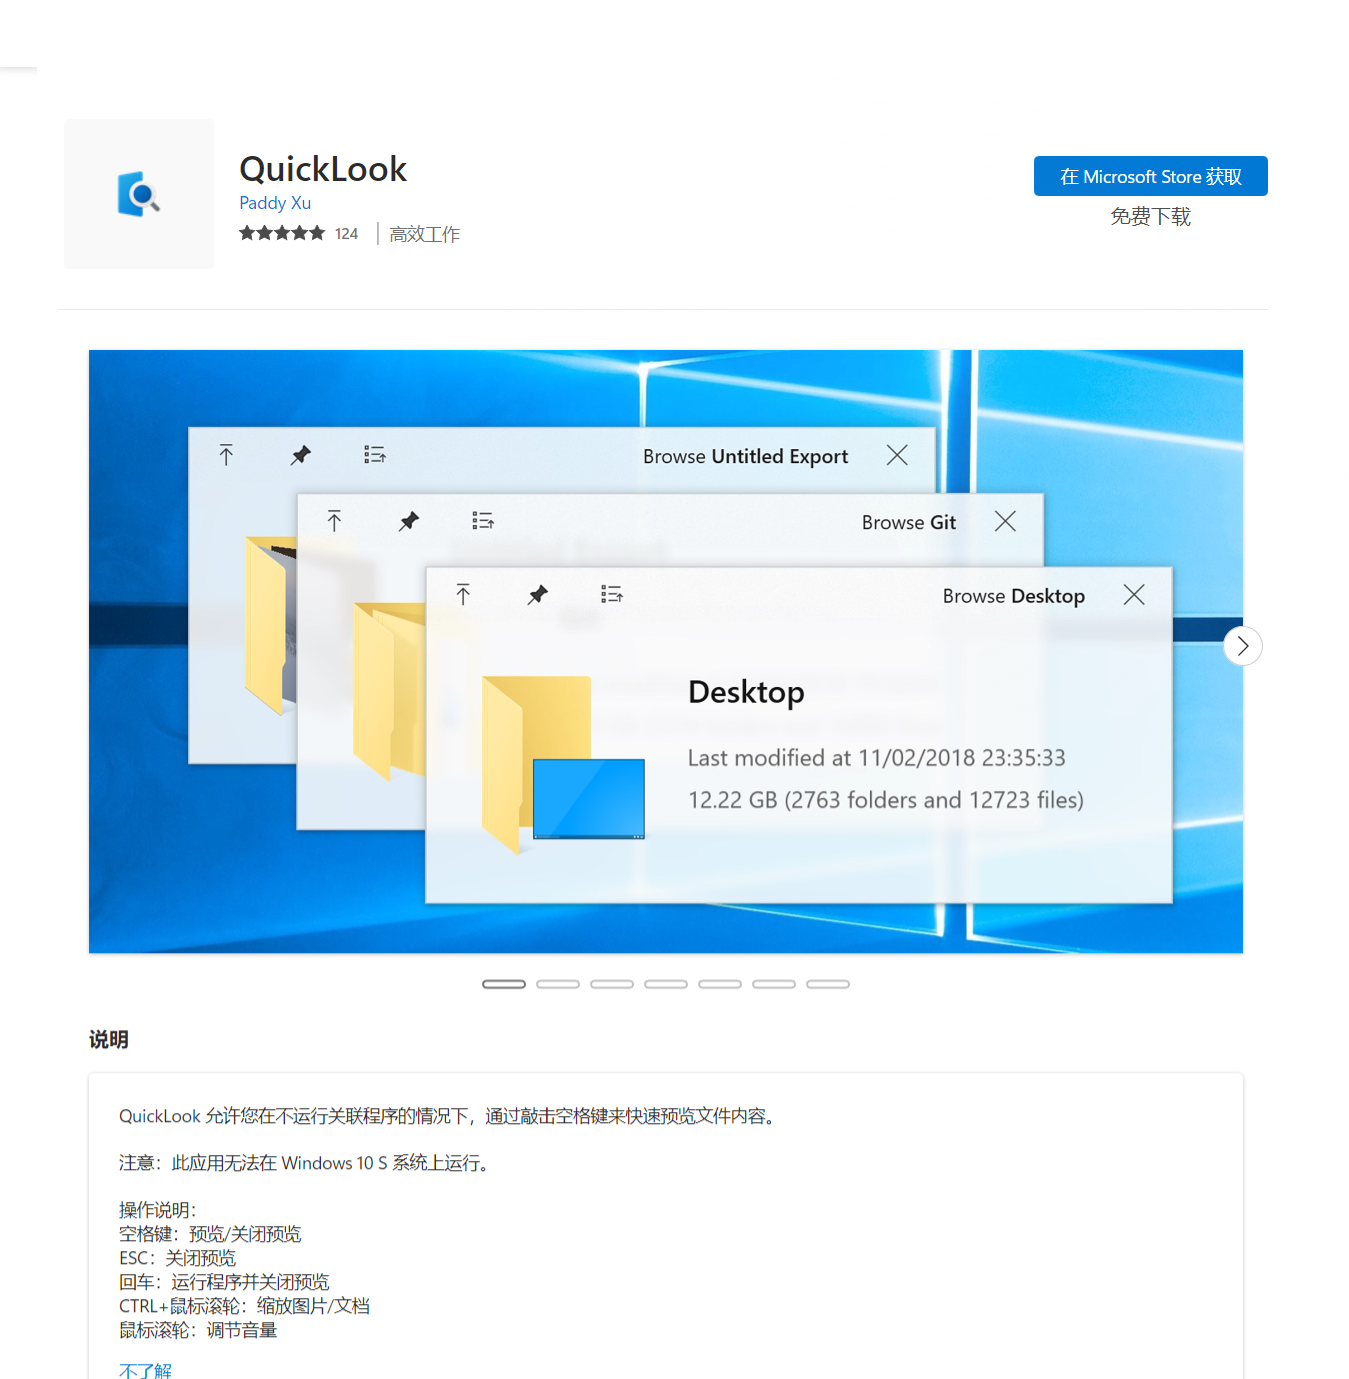 QuickLook
Paddy Xu
124
高效工作
在 Microsoft Store 获取
免费下载
Browse Untitled Export
Browse Git
Browse Desktop
Desktop
Last modified at 11/02/2018 23:35:33
12.22 GB (2763 folders and 12723 files)
说明
QuickLook 允许您在不运行关联程序的情况下，通过敲击空格键来快速预览文件内容。
注意：此应用无法在 Windows 10 S 系统上运行。
操作说明：
空格键：预览/关闭预览
ESC：关闭预览
回车：运行程序并关闭预览
CTRL+鼠标滚轮：缩放图片/文档
鼠标滚轮：调节音量
不了解